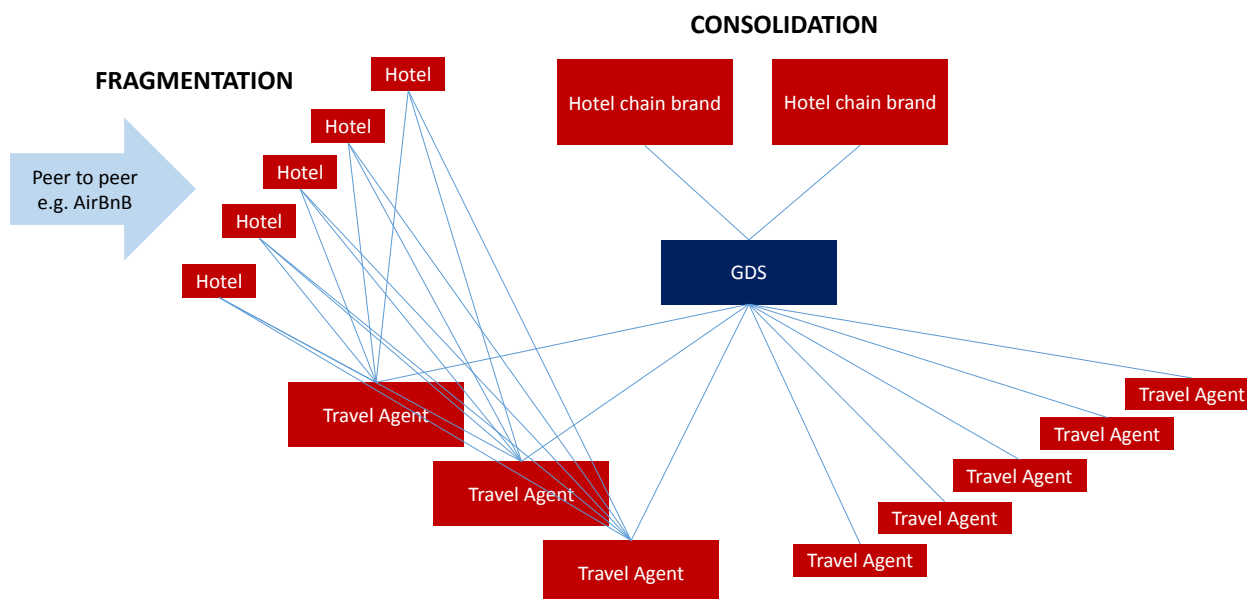 CONSOLIDATION
FRAGMENTATION
Hotel
Hotel
Hotel
Hotel
Hotel
Peer to peer
e.g. AirBnB
Hotel chain brand
Hotel chain brand
GDS
Travel Agent
Travel Agent
Travel Agent
Travel Agent
Travel Agent
Travel Agent
Travel Agent
Travel Agent